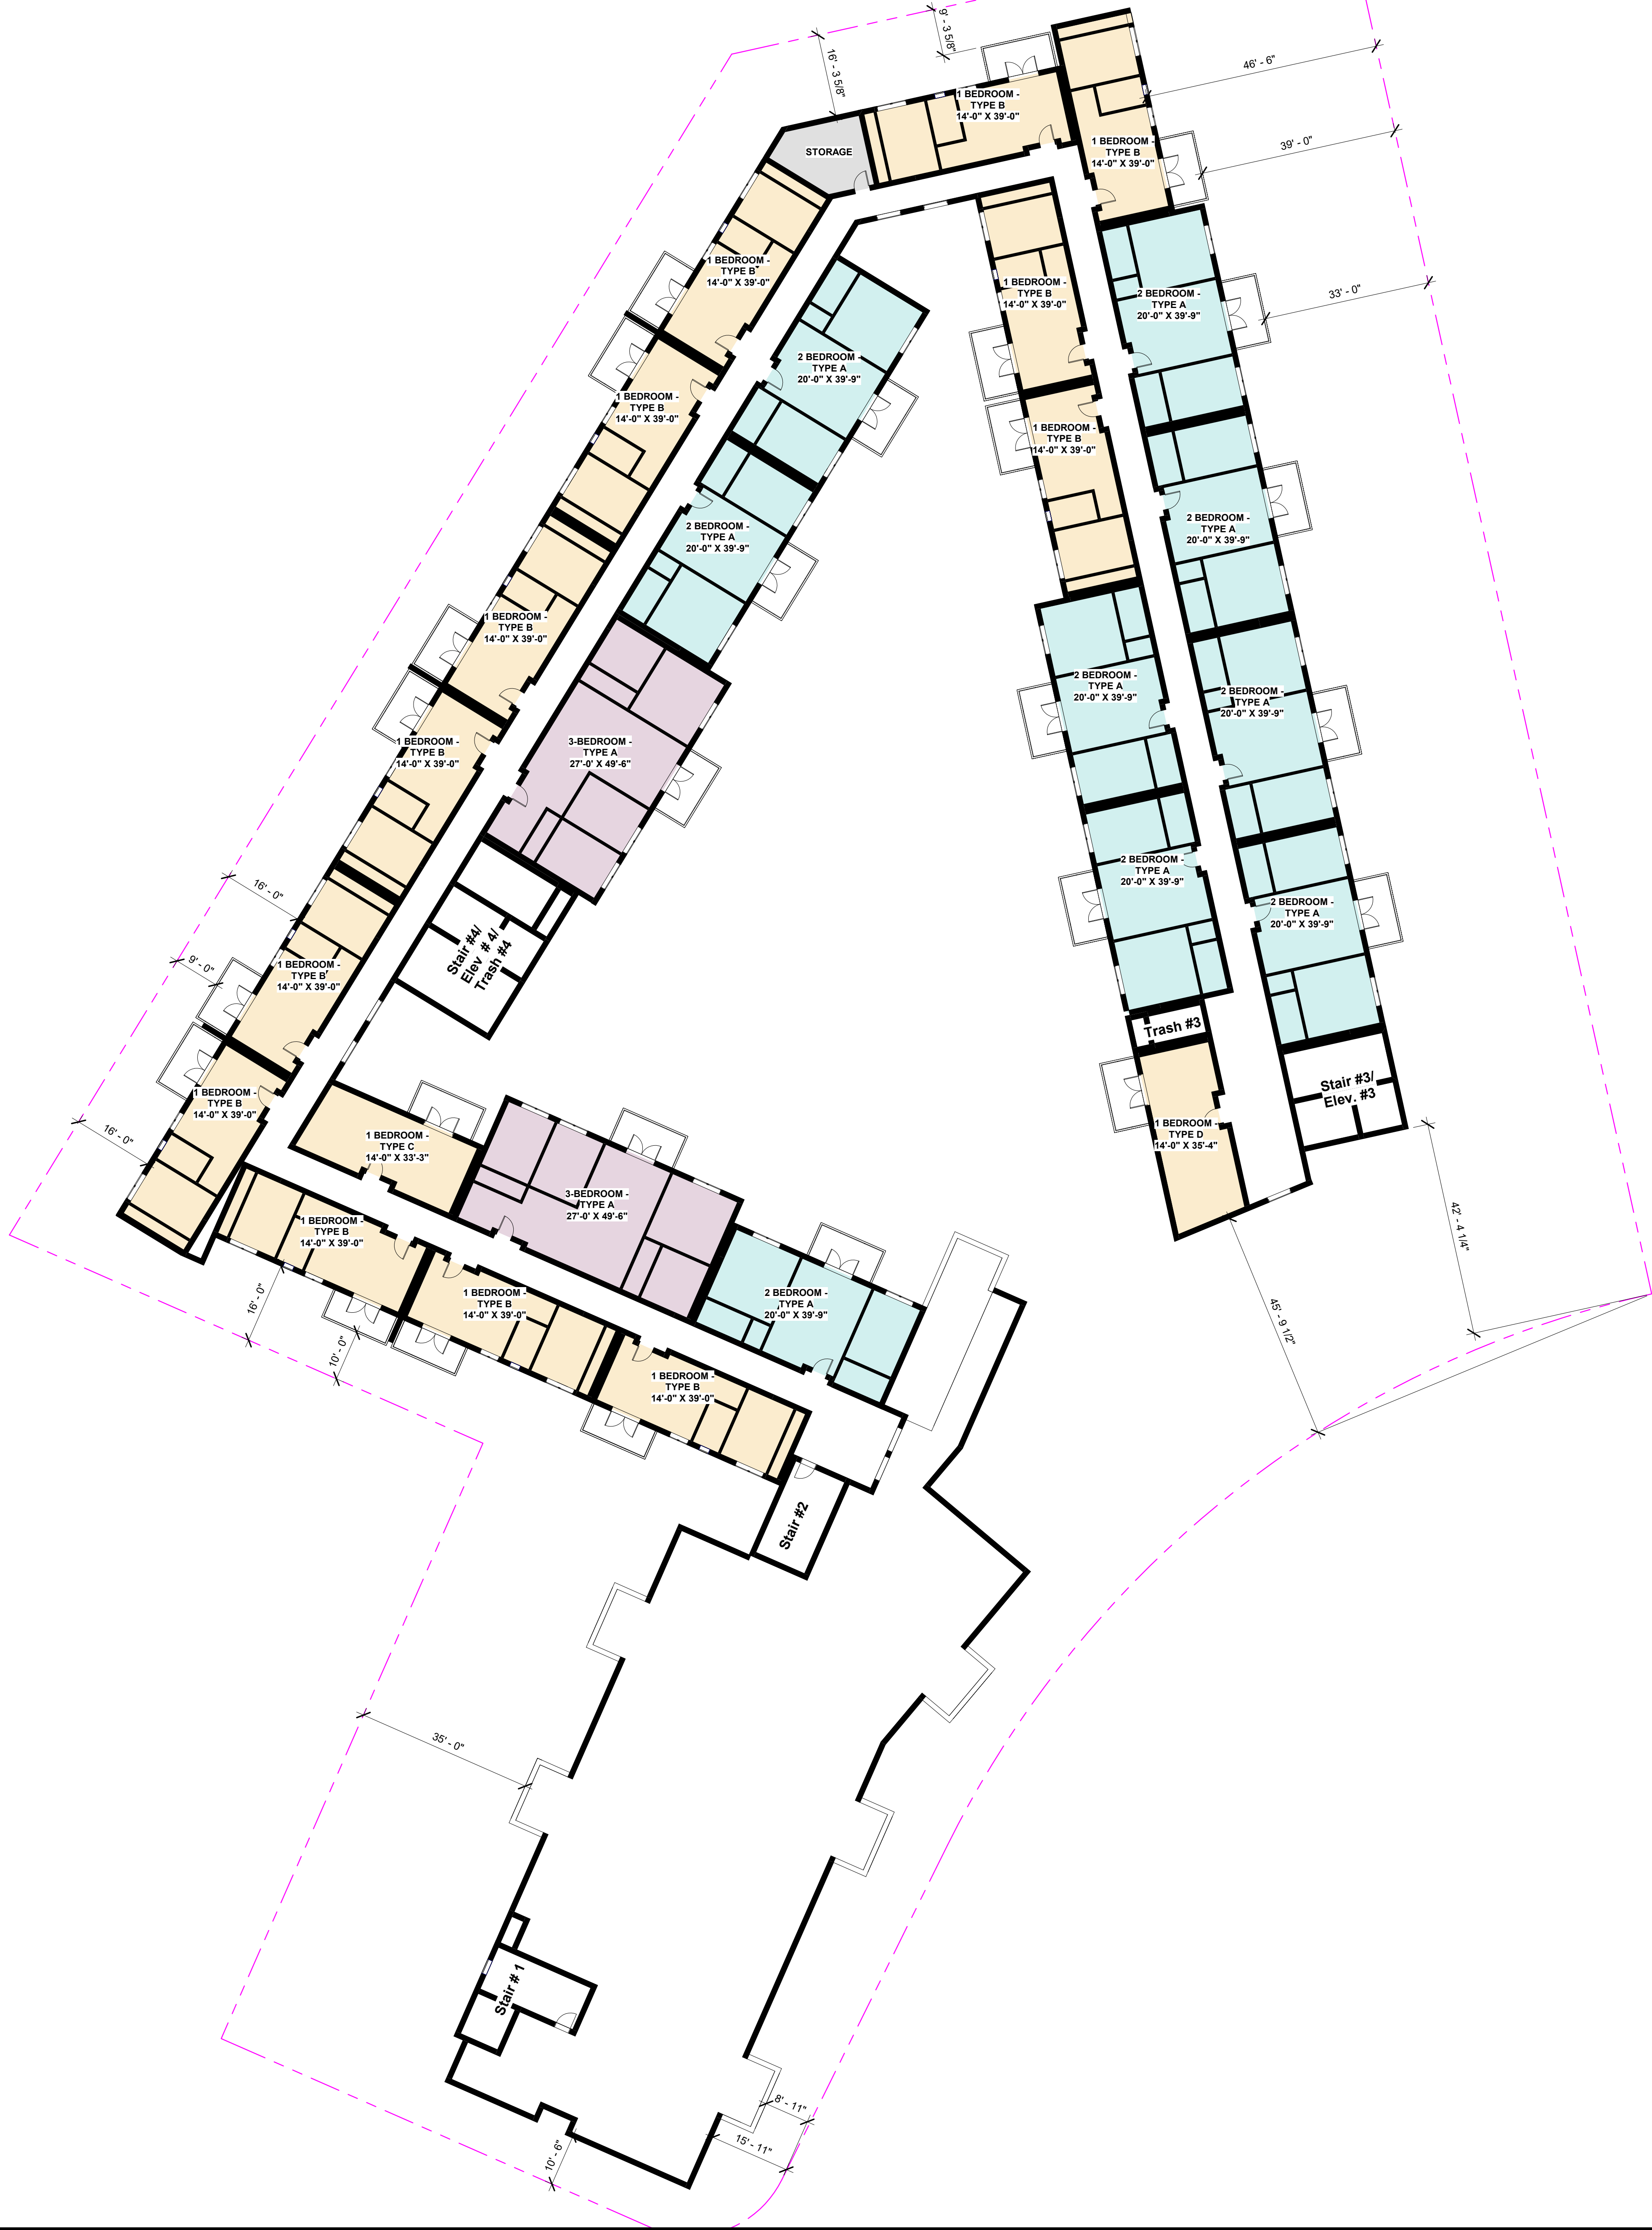 9' - 3 5/8"
16' - 3 5/8"
46' - 6"
1 BEDROOM -
TYPE B
14'-0" X 39'-0"
39' - 0"
1 BEDROOM -
TYPE B
14'-0" X 39'-0"
STORAGE
1 BEDROOM -
TYPE B
14'-0" X 39'-0"
1 BEDROOM -
TYPE B
14'-0" X 39'-0"
2 BEDROOM -
TYPE A
20'-0" X 39'-9"
33' - 0"
2 BEDROOM -
TYPE A
20'-0" X 39'-9"
1 BEDROOM -
TYPE B
14'-0" X 39'-0"
1 BEDROOM -
TYPE B
14'-0" X 39'-0"
2 BEDROOM -
TYPE A
20'-0" X 39'-9"
2 BEDROOM -
TYPE A
20'-0" X 39'-9"
1 BEDROOM -
TYPE B
14'-0" X 39'-0"
2 BEDROOM -
TYPE A
20'-0" X 39'-9"
2 BEDROOM -
TYPE A
20'-0" X 39'-9"
1 BEDROOM -
TYPE B
14'-0" X 39'-0"
3-BEDROOM -
TYPE A
27'-0' X 49'-6"
2 BEDROOM -
TYPE A
20'-0" X 39'-9"
2 BEDROOM -
TYPE A
20'-0" X 39'-9"
16' - 0"
Stair #4/
Elev # 4/
Trash #4
9' - 0"
1 BEDROOM -
TYPE B
14'-0" X 39'-0"
Trash #3
1 BEDROOM -
TYPE B
14'-0" X 39'-0"
Stair #3/
Elev. #3
16' - 0"
1 BEDROOM -
TYPE C
14'-0" X 33'-3"
1 BEDROOM -
TYPE D
14'-0" X 35'-4"
3-BEDROOM -
TYPE A
27'-0' X 49'-6"
1 BEDROOM -
TYPE B
14'-0" X 39'-0"
42' - 4 1/4"
16' - 0"
1 BEDROOM -
TYPE B
14'-0" X 39'-0"
2 BEDROOM -
TYPE A
20'-0" X 39'-9"
45' - 9 1/2"
10' - 0"
1 BEDROOM -
TYPE B
14'-0" X 39'-0"
Stair #2
35' - 0"
Stair # 1
8' - 11"
15' - 11"
10' - 6"